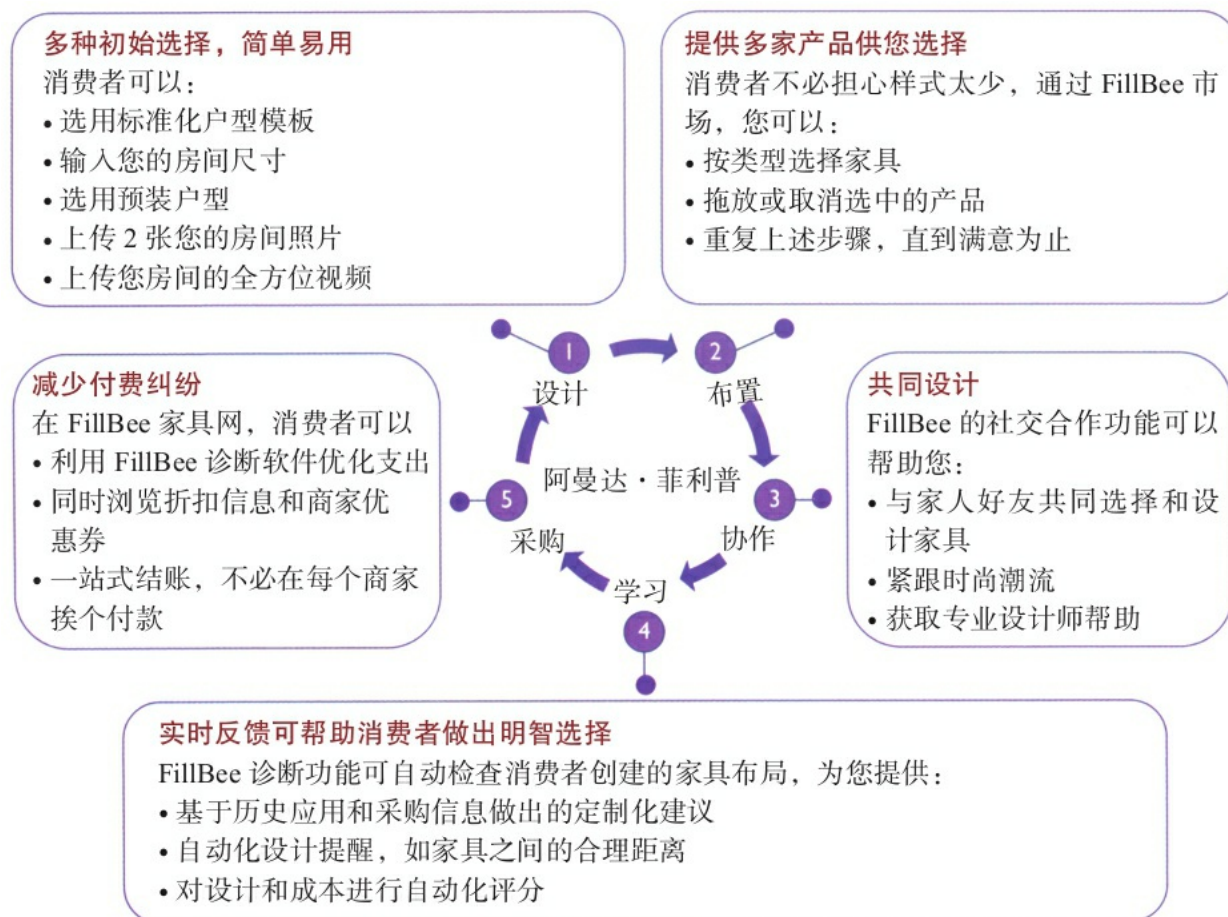 多种初始选择，简单易用
消费者可以：
• 选用标准化户型模板
• 输入您的房间尺寸
• 选用预装户型
• 上传 2 张您的房间照片
• 上传您房间的全方位视频
提供多家产品供您选择
消费者不必担心样式太少，通过 FillBee 市
场，您可以：
• 按类型选择家具
• 拖放或取消选中的产品
• 重复上述步骤，直到满意为止
1
设计
2
布置
减少付费纠纷
在 FillBee 家具网，消费者可以
• 利用 FillBee 诊断软件优化支出
• 同时浏览折扣信息和商家优
惠券
• 一站式结账，不必在每个商家
挨个付款
阿曼达·菲利普
5
采购
3
协作
学习
4
共同设计
FillBee 的社交合作功能可以
帮助您：
• 与家人好友共同选择和设
计家具
• 紧跟时尚潮流
• 获取专业设计师帮助
实时反馈可帮助消费者做出明智选择
FillBee 诊断功能可自动检查消费者创建的家具布局，为您提供：
• 基于历史应用和采购信息做出的定制化建议
• 自动化设计提醒，如家具之间的合理距离
• 对设计和成本进行自动化评分